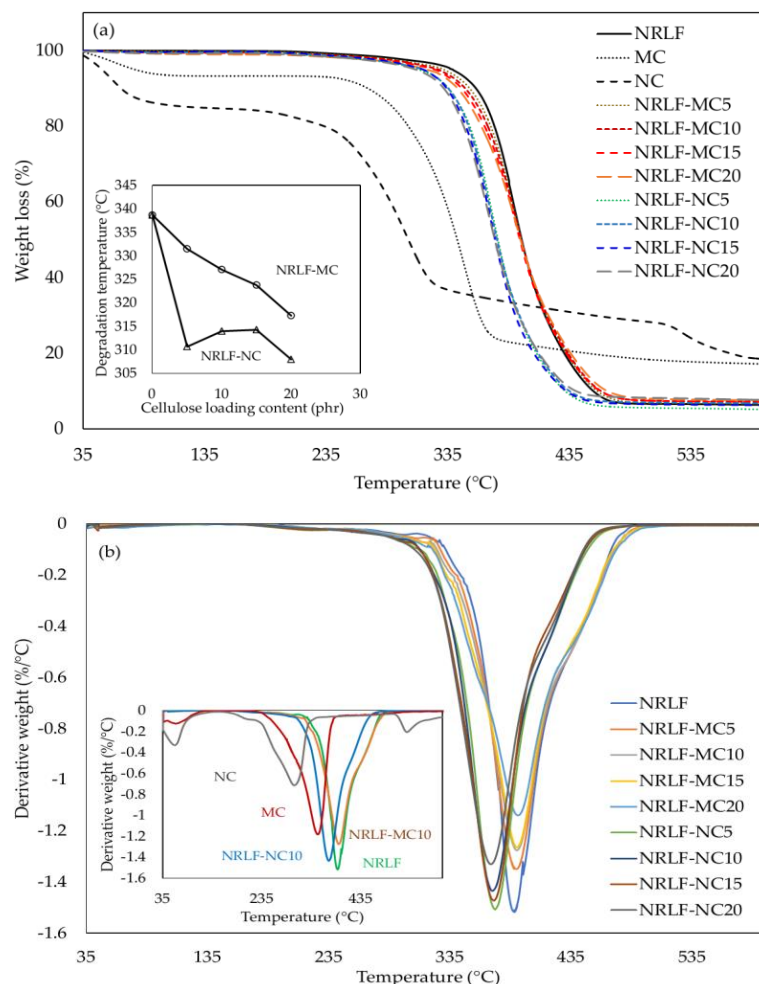 (a)
100
80
60
40
20
0
Weight loss (%)
35
135
235
335
435
535
Temperature (°C)
NRLF
MC
NC
NRLF-MC5
NRLF-MC10
NRLF-MC15
NRLF-MC20
NRLF-NC5
NRLF-NC10
NRLF-NC15
NRLF-NC20
345
340
335
330
325
320
315
310
305
Degradation temperature (°C)
NRLF-MC
NRLF-NC
0
10
20
30
Cellulose loading content (phr)
(b)
0
-0.2
-0.4
-0.6
-0.8
-1
-1.2
-1.4
-1.6
Derivative weight (%/°C)
35
135
235
335
435
535
Temperature (°C)
NRLF
NRLF-MC5
NRLF-MC10
NRLF-MC15
NRLF-MC20
NRLF-NC5
NRLF-NC10
NRLF-NC15
NRLF-NC20
0
-0.2
-0.4
-0.6
-0.8
-1
-1.2
-1.4
-1.6
Derivative weight (%/°C)
NC
MC
NRLF-MC10
NRLF-NC10
NRLF
35
235
435
Temperature (°C)